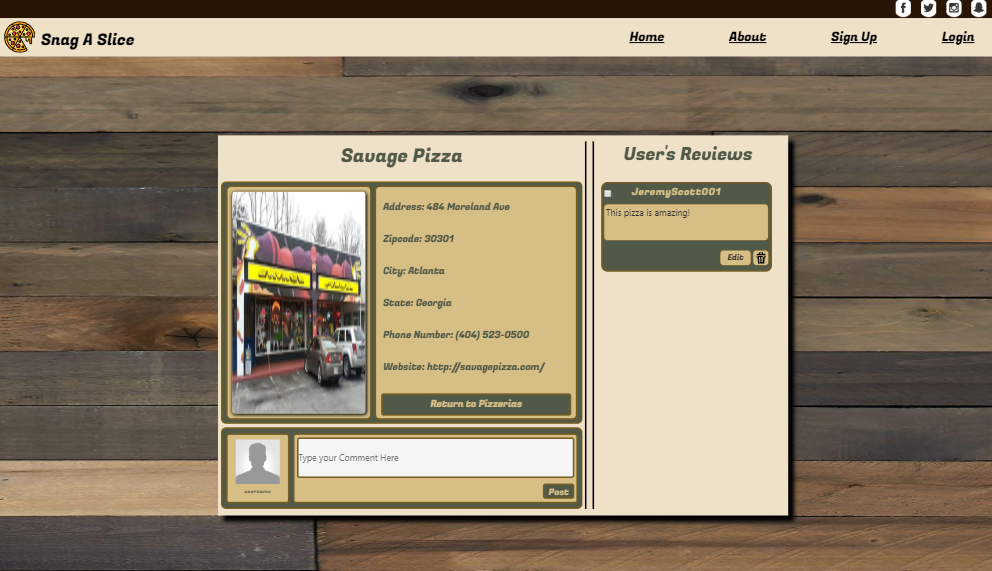 Snag A Slice
Home About Sign Up Login
Savage Pizza
Address: 484 Moreland Ave
Zipcode: 30301
City: Atlanta
State: Georgia
Phone Number: (404) 523-0500
Website: http://savagepizza.com/
Return to Pizzerias
username
Type your Comment Here
Post
User's Reviews
JeremyScott001
This pizza is amazing!
Edit